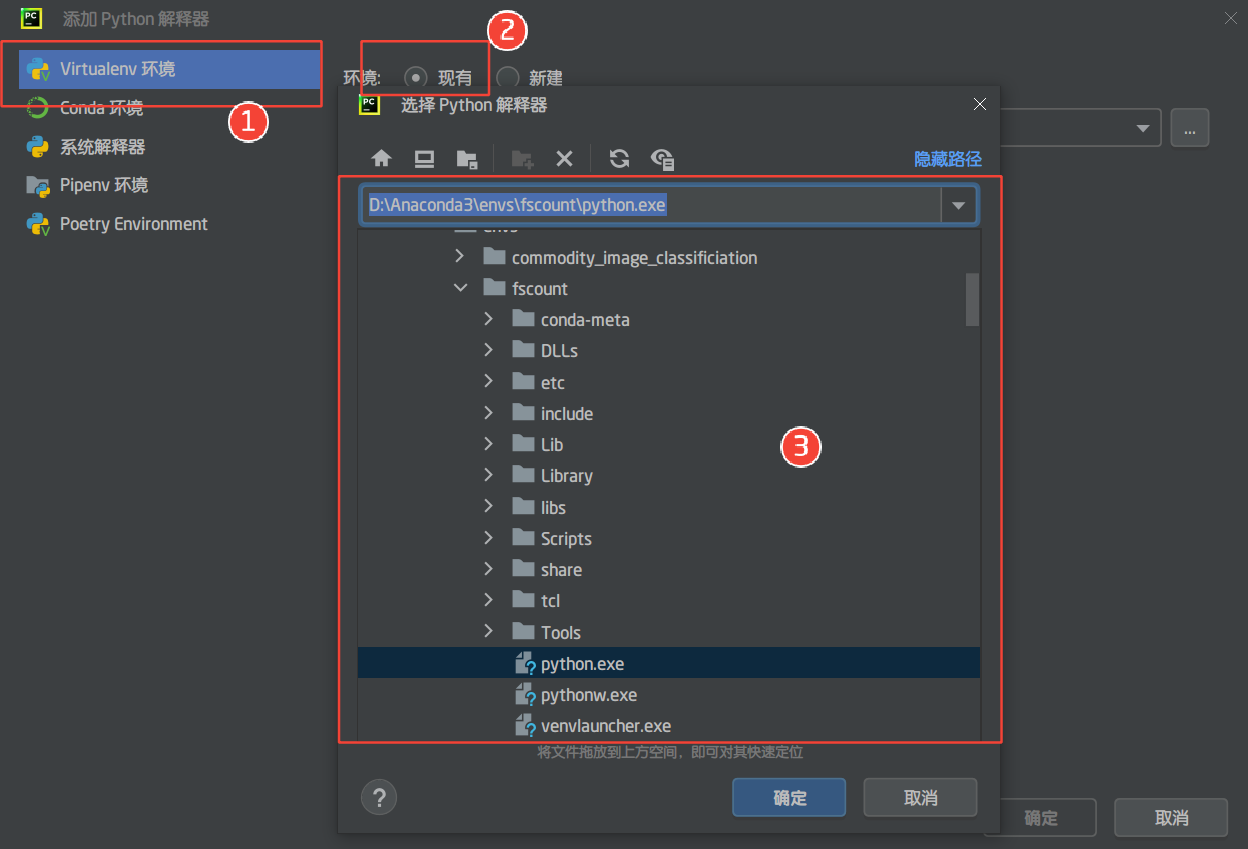 添加 Python 解释器
2
Virtualenv 环境
环境: 现有 新建
Conda 环境
1
选择 Python 解释器
...
系统解释器
隐藏路径
Pipenv 环境
D:\Anaconda3\envs\fscount\python.exe
Poetry Environment
envs
commodity_image_classificiation
fscount
conda-meta
DLLs
etc
include
3
Lib
Library
libs
Scripts
share
tcl
Tools
python.exe
pythonw.exe
venvlauncher.exe
将文件拖放到上方空间，即可对其快速定位
? 确定 取消
确定 取消